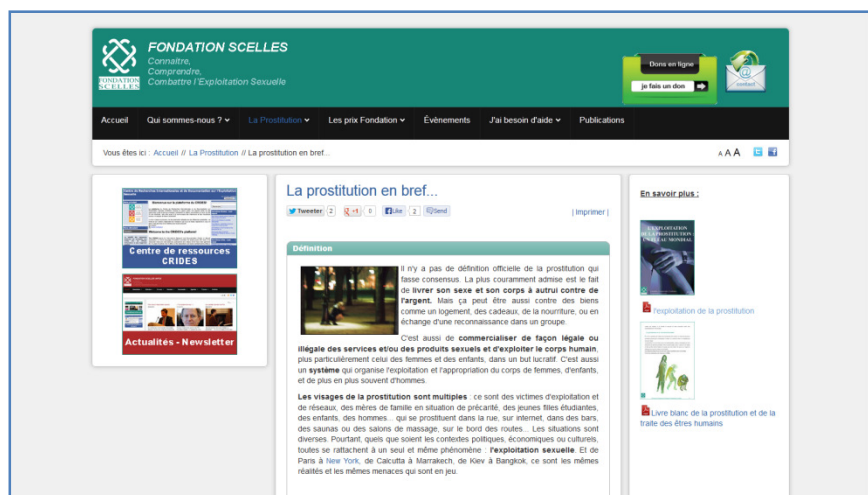 FONDATION SCELLES
Connaitre,
Comprendre,
Combattre l'Exploitation Sexuelle
FONDATION
SCELLES
Dons en ligne
je fais un don
contact
Accueil
Qui sommes-nous ?
La Prostitution
Les prix Fondation
Évènements
J'ai besoin d'aide
Publications
Vous êtes ici : Accueil // La Prostitution // La prostitution en bref...
A A A
Centre de ressources
CRIDES
Actualités - Newsletter
La prostitution en bref...
Tweeter 2 +1 0 Like 2 Send
| Imprimer |
Définition
Il n'y a pas de définition officielle de la prostitution qui
fasse consensus. La plus couramment admise est le fait
de livrer son sexe et son corps à autrui contre de
l'argent. Mais ça peut être aussi contre des biens
comme un logement, des cadeaux, de la nourriture, ou en
échange d'une reconnaissance dans un groupe.
C'est aussi de commercialiser de façon légale ou
illégale des services et/ou des produits sexuels et d'exploiter le corps humain,
plus particulièrement celui des femmes et des enfants, dans un but lucratif. C'est aussi
un système qui organise l'exploitation et l'appropriation du corps de femmes, d'enfants,
et de plus en plus souvent d'hommes.
Les visages de la prostitution sont multiples : ce sont des victimes d'exploitation et
de réseaux, des mères de famille en situation de précarité, des jeunes filles étudiantes,
des enfants, des hommes... qui se prostituent dans la rue, sur internet, dans des bars,
des saunas ou des salons de massage, sur le bord des routes... Les situations sont
diverses. Pourtant, quels que soient les contextes politiques, économiques ou culturels,
toutes se rattachent à un seul et même phénomène : l'exploitation sexuelle. Et de
Paris à New York, de Calcutta à Marrakech, de Kiev à Bangkok, ce sont les mêmes
réalités et les mêmes menaces qui sont en jeu.
En savoir plus :
L'EXPLOITATION
DE LA PROSTITUTION :
UN FLEAU MONDIAL
l'exploitation de la prostitution
Livre blanc de la prostitution et de la
traite des êtres humains